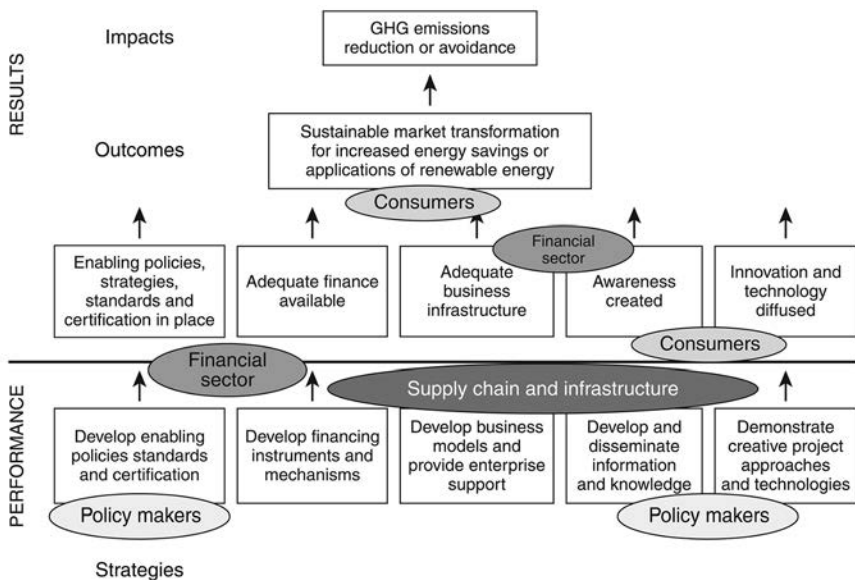 Impacts
GHG emissions
reduction or avoidance
RESULTS
Outcomes
Sustainable market transformation
for increased energy savings or
applications of renewable energy
Consumers
Financial
sector
Enabling policies,
strategies,
standards and
certification in place
Adequate finance
available
Adequate
business
infrastructure
Awareness
created
Innovation and
technology
diffused
Consumers
Financial
sector
Supply chain and infrastructure
PERFORMANCE
Develop enabling
policies standards
and certification
Develop financing
instruments and
mechanisms
Develop business
models and
provide enterprise
support
Develop and
disseminate
information
and knowledge
Demonstrate
creative project
approaches
and technologies
Policy makers
Policy makers
Strategies